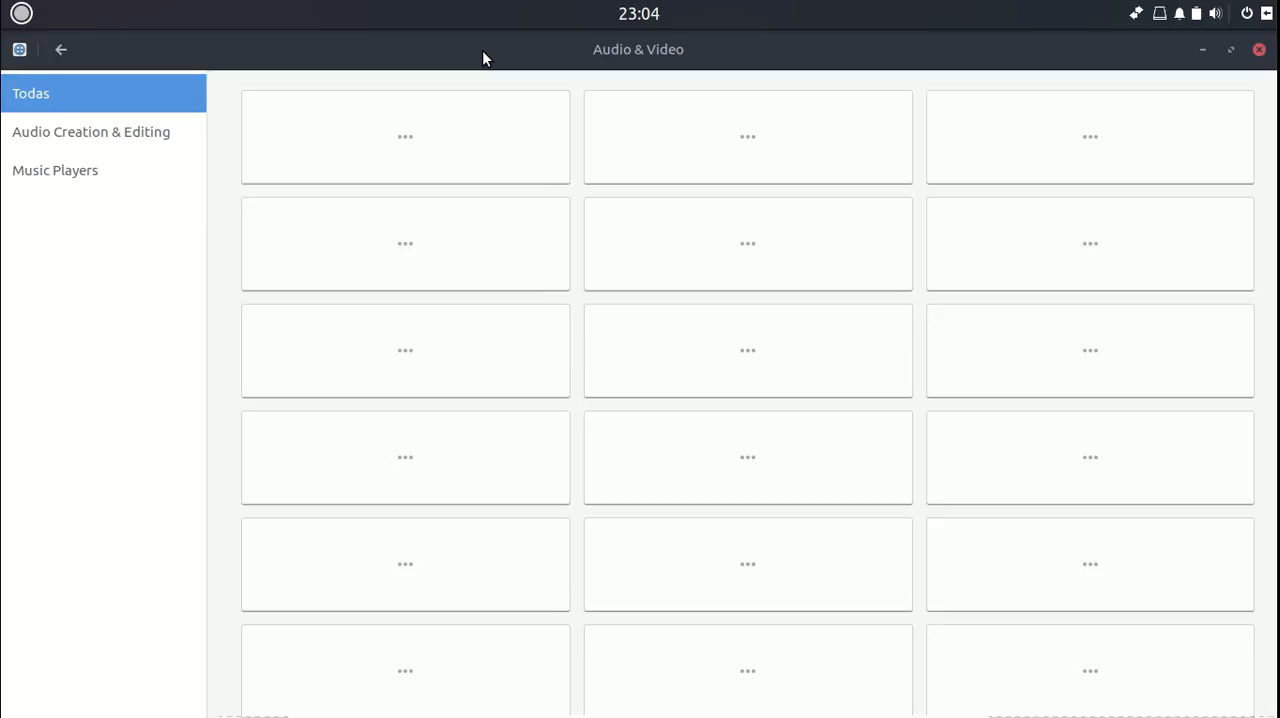 23:04
Audio & Video
Todas
Audio Creation & Editing
Music Players